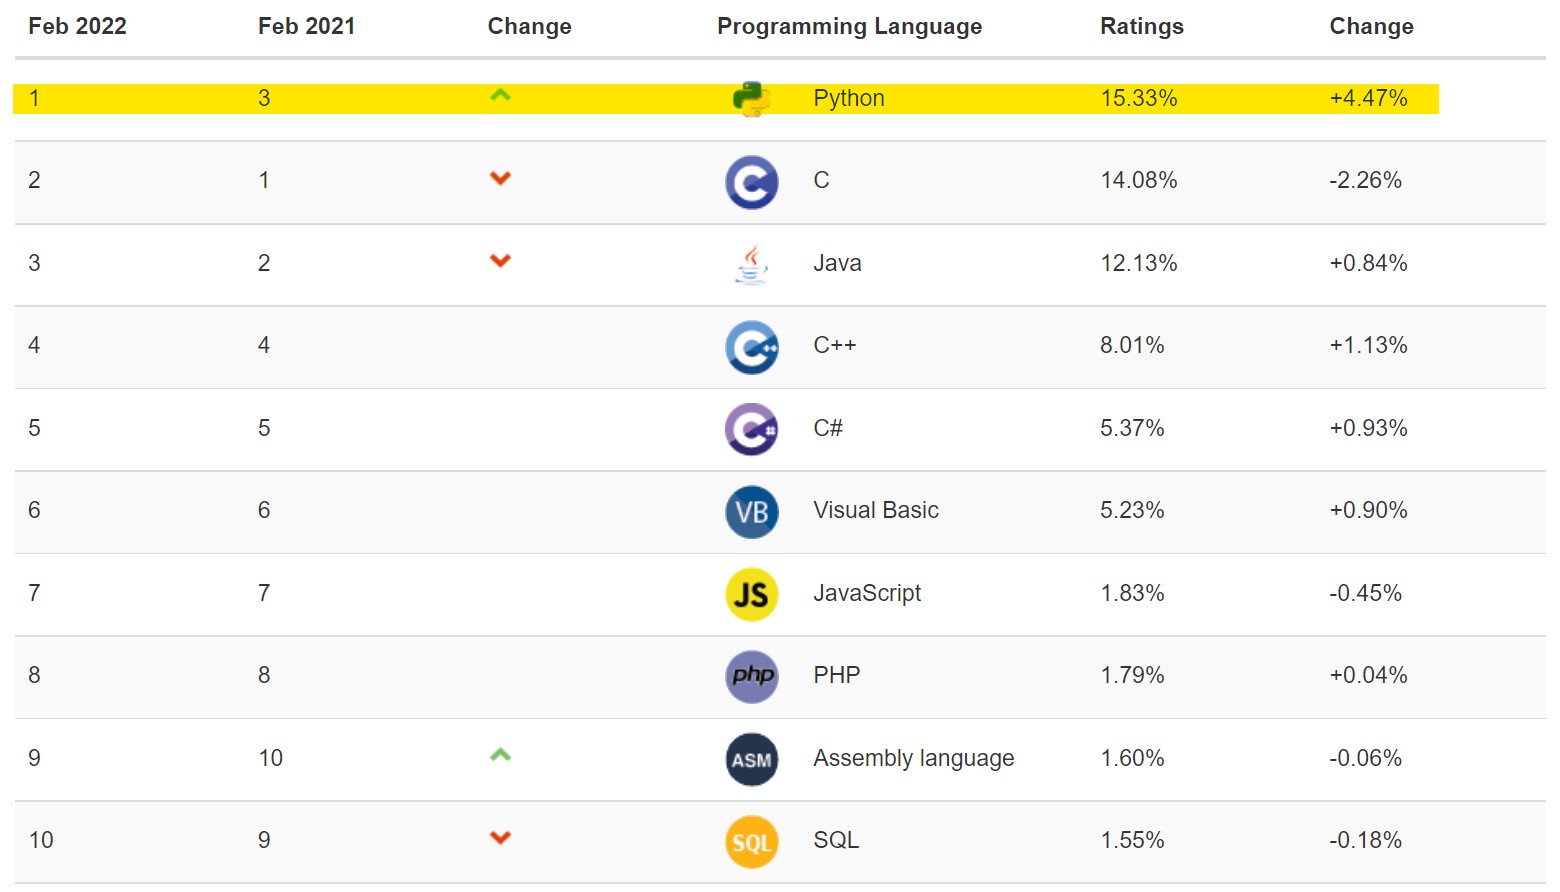 Feb 2022 Feb 2021 Change Programming Language Ratings Change
1 3 Python 15.33% +4.47%
2 1 C C 14.08% -2.26%
3 2 Java 12.13% +0.84%
4 4 C++ C++ 8.01% +1.13%
5 5 C# C# 5.37% +0.93%
6 6 VB Visual Basic 5.23% +0.90%
7 7 JS JavaScript 1.83% -0.45%
8 8 php PHP 1.79% +0.04%
9 10 ASM Assembly language 1.60% -0.06%
10 9 SQL SQL 1.55% -0.18%